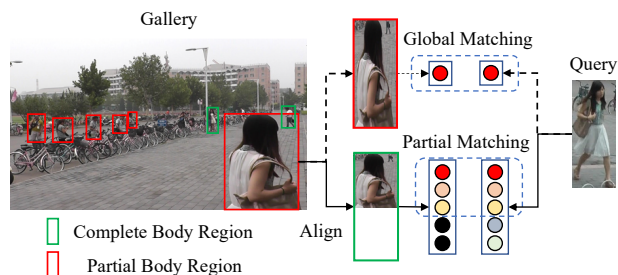 Gallery
Global Matching
Query
Partial Matching
Align
Complete Body Region
Partial Body Region